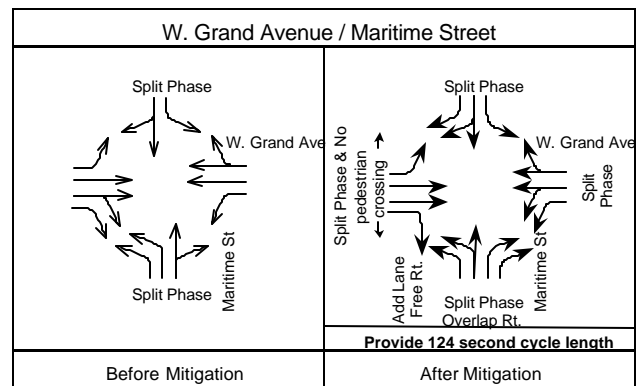 W. Grand Avenue / Maritime Street
Split Phase
W. Grand Ave
Maritime St
Split Phase
Before Mitigation
Split Phase
W. Grand Ave
Split Phase & No
pedestrian
crossing
Split
Phase
Maritime St
Add Lane
Free Rt.
Split Phase
Overlap Rt.
Provide 124 second cycle length
After Mitigation